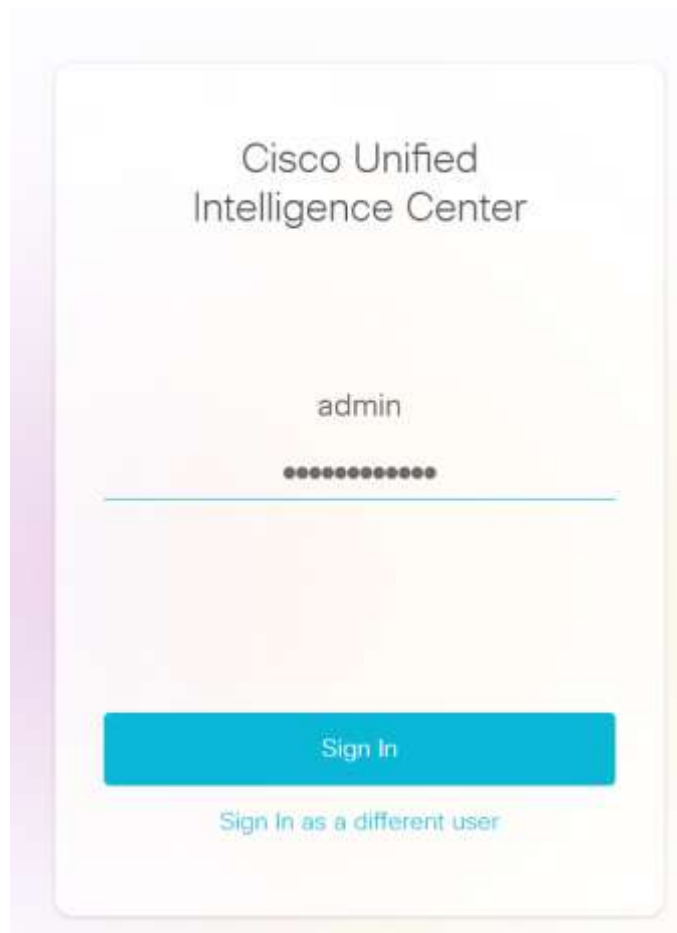 Cisco Unified
Intelligence Center
admin
••••••••••••
Sign In
Sign In as a different user